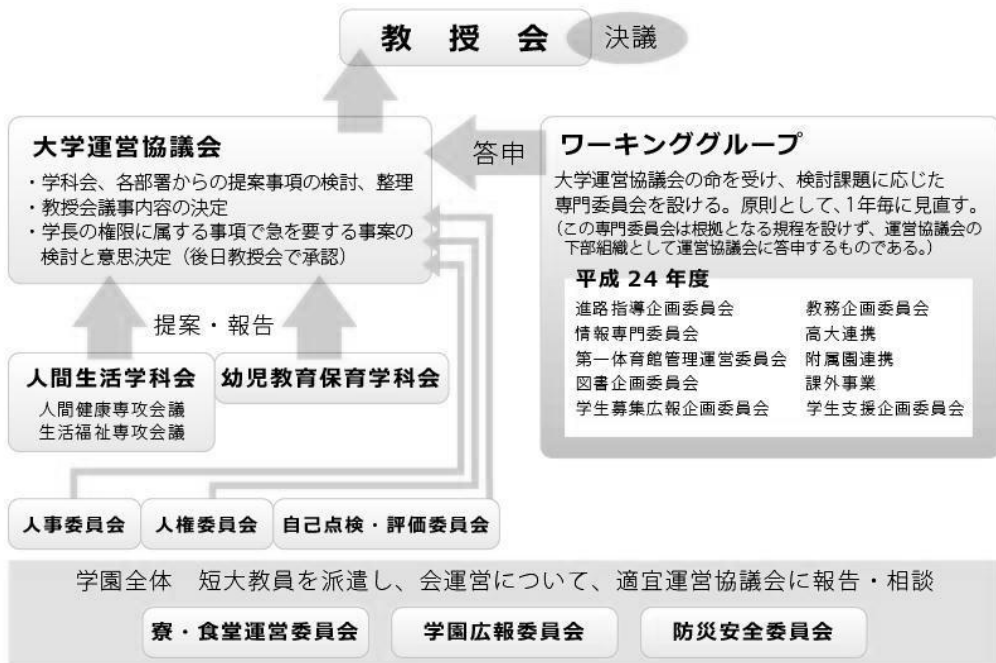 教 授 会
決議
大学運営協議会
・学科会、各部署からの提案事項の検討、整理
・教授会議事内容の決定
・学長の権限に属する事項で急を要する事案の
検討と意思決定（後日教授会で承認）
答申
ワーキンググループ
大学運営協議会の命を受け、検討課題に応じた
専門委員会を設ける。原則として、1年毎に見直す。
（この専門委員会は根拠となる規程を設けず、運営協議会の
下部組織として運営協議会に答申するものである。）
平成 24 年度
進路指導企画委員会
情報専門委員会
第一体育館管理運営委員会
図書企画委員会
学生募集広報企画委員会
教務企画委員会
高大連携
附属園連携
課外事業
学生支援企画委員会
提案・報告
人間生活学科会
人間健康専攻会議
生活福祉専攻会議
幼児教育保育学科会
人事委員会
人権委員会
自己点検・評価委員会
学園全体　短大教員を派遣し、会運営について、適宜運営協議会に報告・相談
寮・食堂運営委員会
学園広報委員会
防災安全委員会